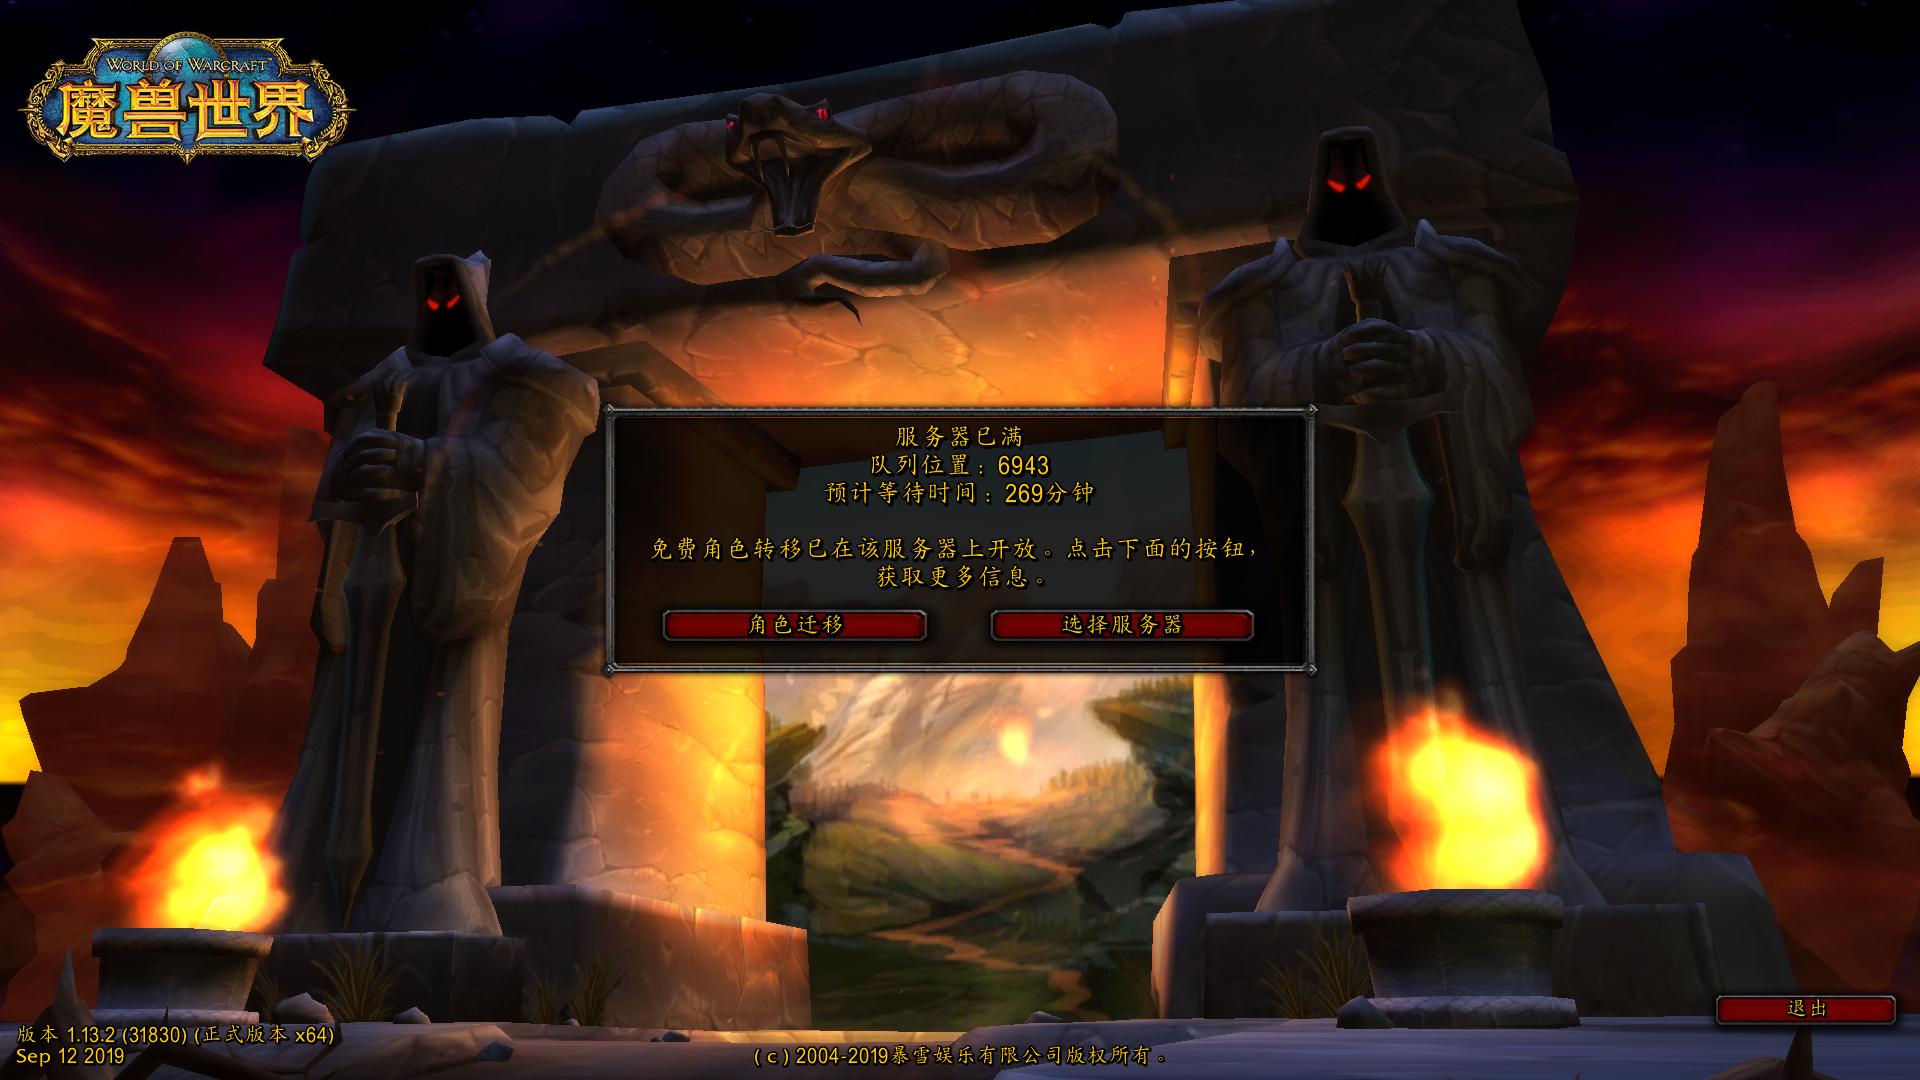 WORLD OF WARCRAFT
魔兽世界
服务器已满
队列位置：6943
预计等待时间：269分钟
免费角色转移已在该服务器上开放。点击下面的按钮，
获取更多信息。
角色迁移
选择服务器
退出
版本 1.13.2 (31830) (正式版本 x64)
Sep 12 2019
(c) 2004-2019暴雪娱乐有限公司版权所有。